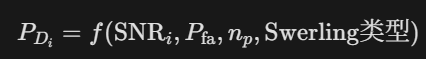 P_{D_i} = f(SNR_i, P_{fa}, n_p, Swerling类型)